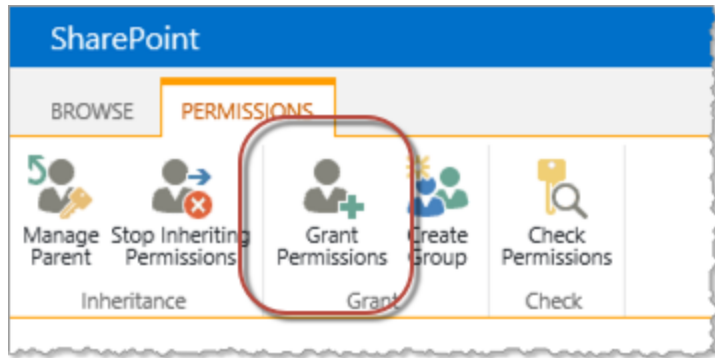 SharePoint
BROWSE PERMISSIONS
Manage Parent
Stop Inheriting Permissions
Grant Permissions
Create Group
Check Permissions
Inheritance Grant Check